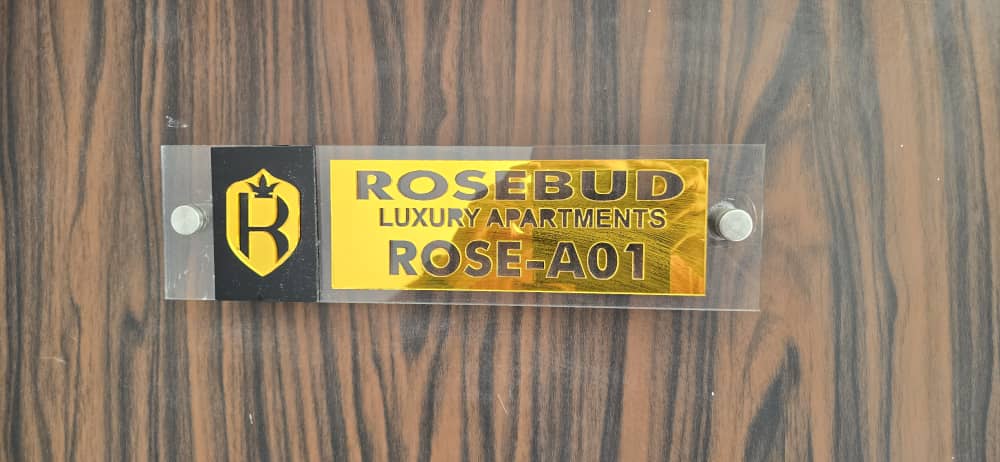 R
ROSEBUD
LUXURY APARTMENTS
ROSE-A01